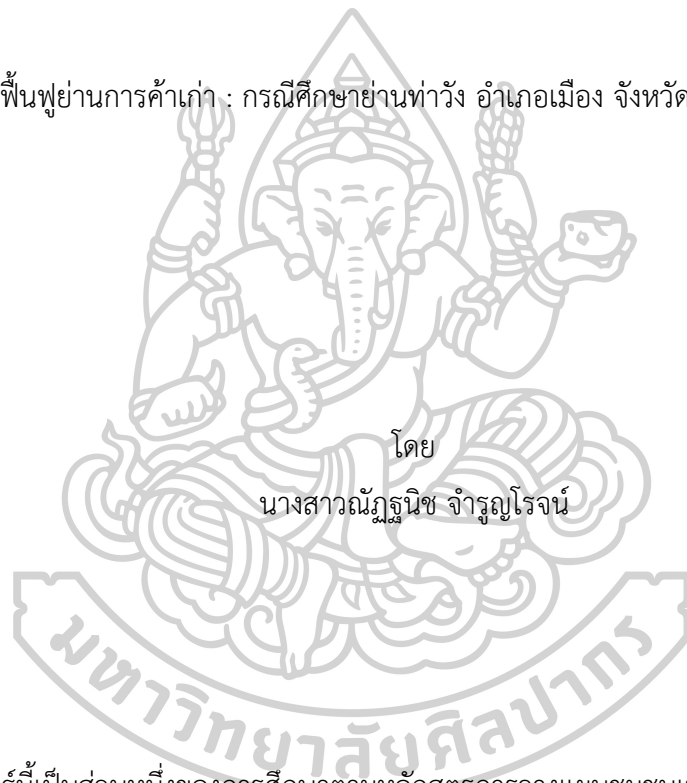 ฟื้นฟูย่านการค้าเก่า : กรณีศึกษาย่านท่าวัง อำเภอเมือง จังหวัด
โดย
นางสาวณัฏฐนิช จำรูญโรจน์
มหาวิทยาลัยศิลปากร